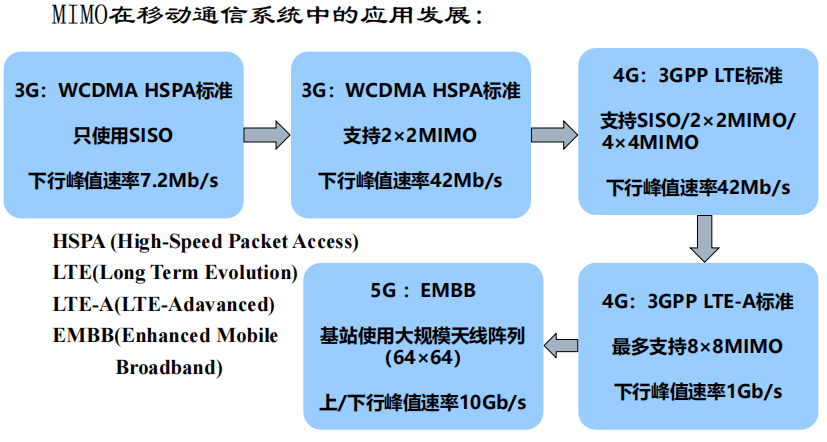 MIMO在移动通信系统中的应用发展：
3G：WCDMA HSPA标准
只使用SISO
下行峰值速率7.2Mb/s
3G：WCDMA HSPA标准
支持2×2MIMO
下行峰值速率42Mb/s
4G：3GPP LTE标准
支持SISO/2×2MIMO/
4×4MIMO
下行峰值速率42Mb/s
4G：3GPP LTE-A标准
最多支持8×8MIMO
下行峰值速率1Gb/s
5G ：EMBB
基站使用大规模天线阵列
（64×64）
上/下行峰值速率10Gb/s
HSPA (High-Speed Packet Access)
LTE(Long Term Evolution)
LTE-A(LTE-Adavanced)
EMBB(Enhanced Mobile
Broadband)